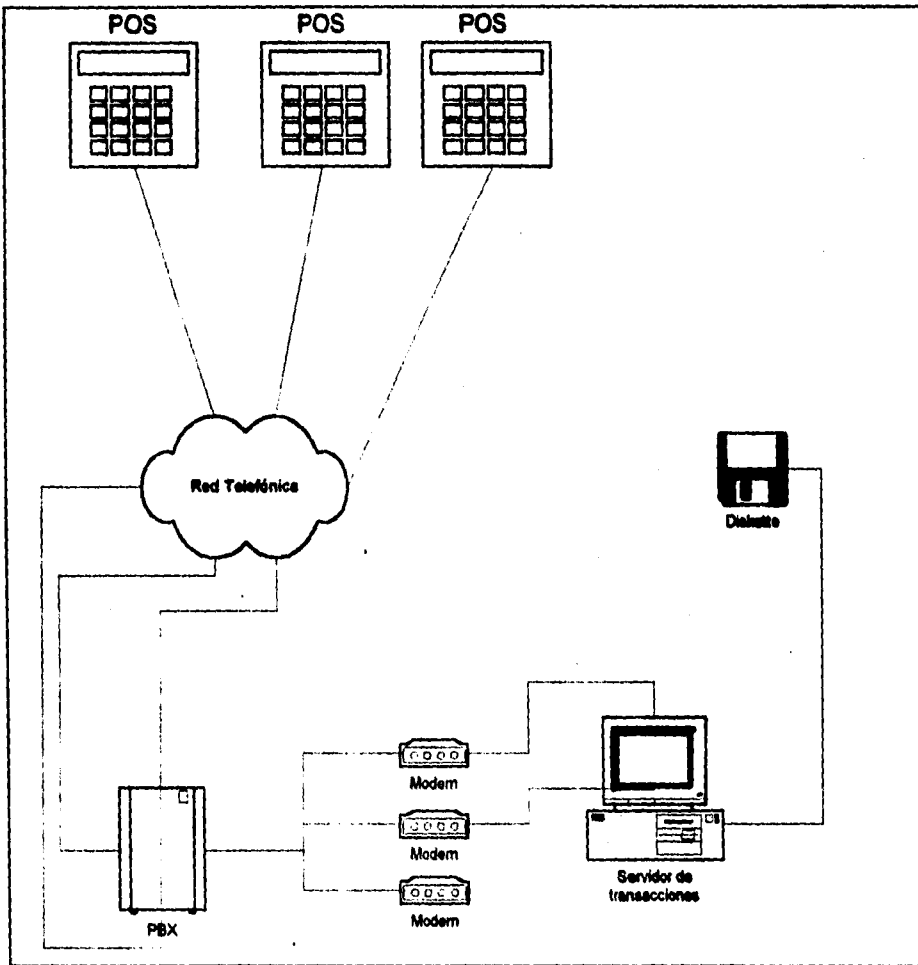 POS
POS
POS
Red Telefónica
Diskette
Modem
Modem
Servidor de
transacciones
Modem
PBX